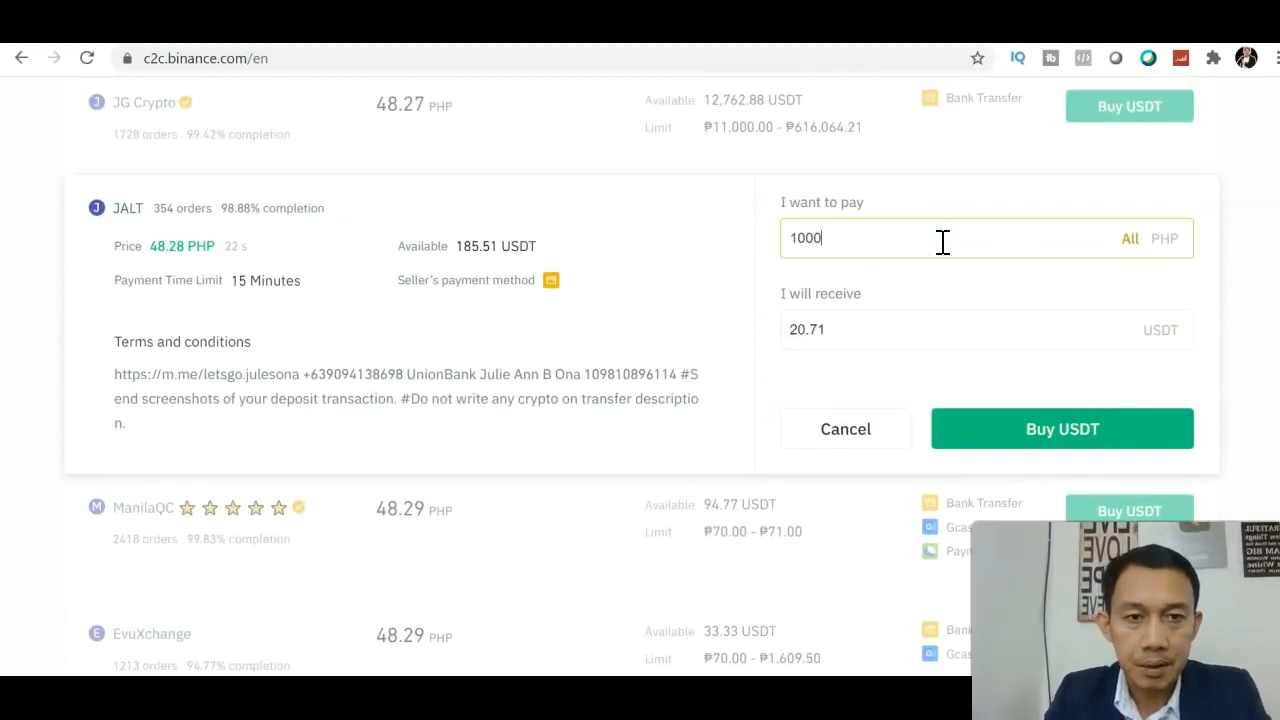 c2c.binance.com/en
J JG Crypto 48.27 PHP Available 12,762.88 USDT Bank Transfer Buy USDT
1728 orders 99.42% completion Limit ₱11,000.00 - ₱616,064.21
J JALT 354 orders 98.88% completion
Price 48.28 PHP 22 s Available 185.51 USDT
Payment Time Limit 15 Minutes Seller's payment method
Terms and conditions
https://m.me/letsgo.julesona +639094138698 UnionBank Julie Ann B Ona 109810896114 #S
end screenshots of your deposit transaction. #Do not write any crypto on transfer descriptio
n.
I want to pay
1000 All PHP
I will receive
20.71 USDT
Cancel Buy USDT
M ManilaQC 48.29 PHP Available 94.77 USDT Bank Transfer Buy USDT
2418 orders 99.83% completion Limit ₱70.00 - ₱71.00 Gcas
Payn
E EvuXchange 48.29 PHP Available 33.33 USDT Bank
1213 orders 94.77% completion Limit ₱70.00 - ₱1,609.50 Gcas
LIVE
LOVE